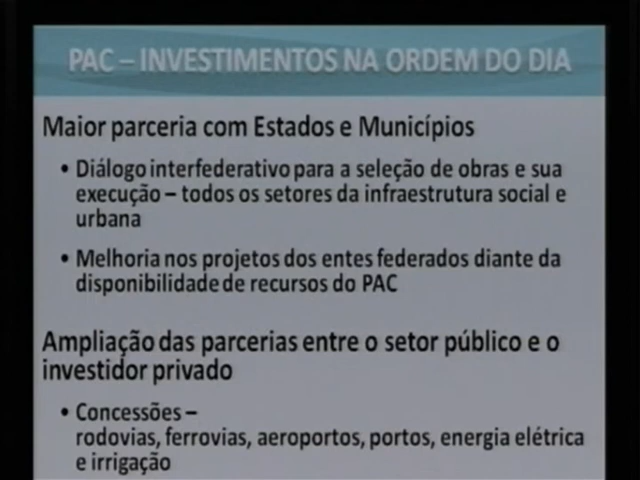 PAC – INVESTIMENTOS NA ORDEM DO DIA
Maior parceria com Estados e Municípios
• Diálogo interfederativo para a seleção de obras e sua
execução – todos os setores da infraestrutura social e
urbana
• Melhoria nos projetos dos entes federados diante da
disponibilidade de recursos do PAC
Ampliação das parcerias entre o setor público e o
investidor privado
• Concessões –
rodovias, ferrovias, aeroportos, portos, energia elétrica
e irrigação